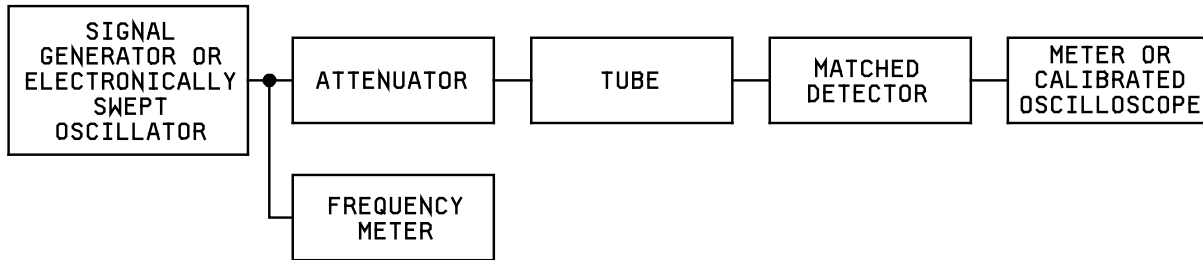 SIGNAL
GENERATOR OR
ELECTRONICALLY
SWEPT
OSCILLATOR
ATTENUATOR
TUBE
MATCHED
DETECTOR
METER OR
CALIBRATED
OSCILLOSCOPE
FREQUENCY
METER